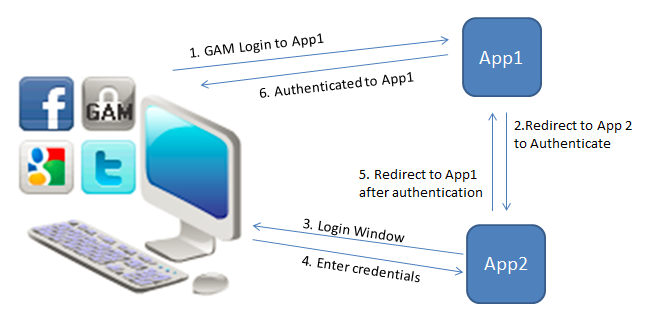 1. GAM Login to App1
App1
6. Authenticated to App1
f
GAM
g
t
2.Redirect to App 2
to Authenticate
5. Redirect to App1
after authentication
3. Login Window
App2
4. Enter credentials